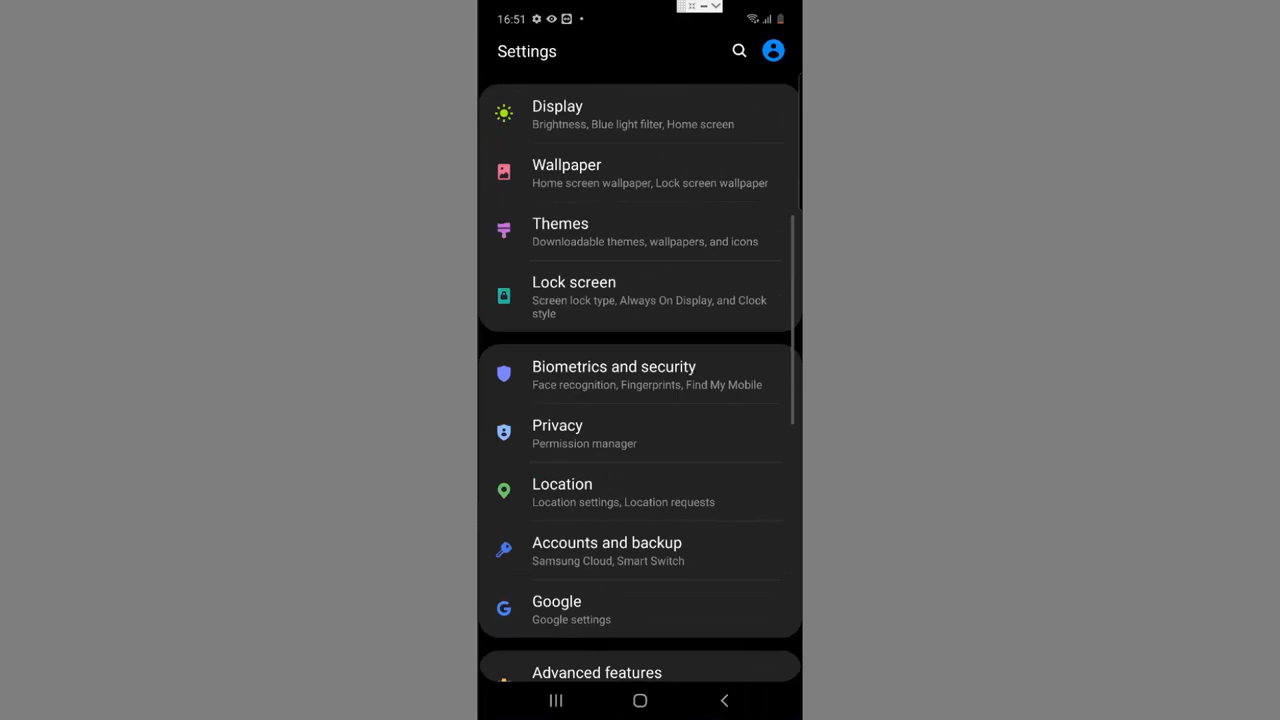 16:51
Settings
Display
Brightness, Blue light filter, Home screen
Wallpaper
Home screen wallpaper, Lock screen wallpaper
Themes
Downloadable themes, wallpapers, and icons
Lock screen
Screen lock type, Always On Display, and Clock
style
Biometrics and security
Face recognition, Fingerprints, Find My Mobile
Privacy
Permission manager
Location
Location settings, Location requests
Accounts and backup
Samsung Cloud, Smart Switch
Google
Google settings
Advanced features